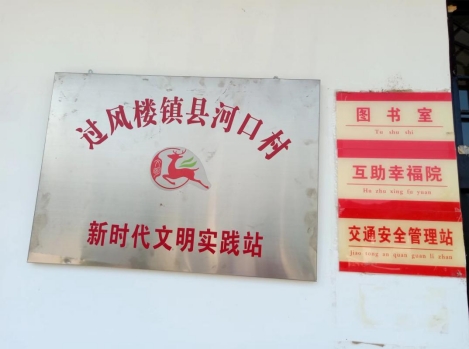 过风楼镇县河口村
新时代文明实践站
图书室
Tu shu shi
互助幸福院
Hu zhu xing fu yuan
交通安全管理站
jiao tong an quan guan li zhan